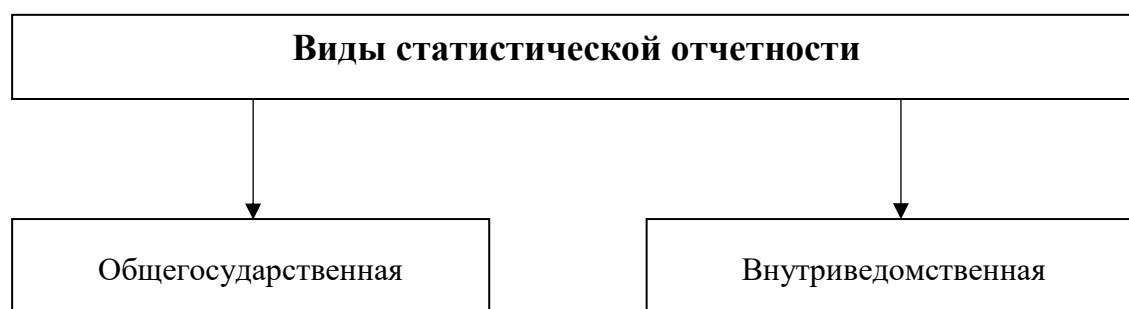 Виды статистической отчетности
Общегосударственная
Внутриведомственная